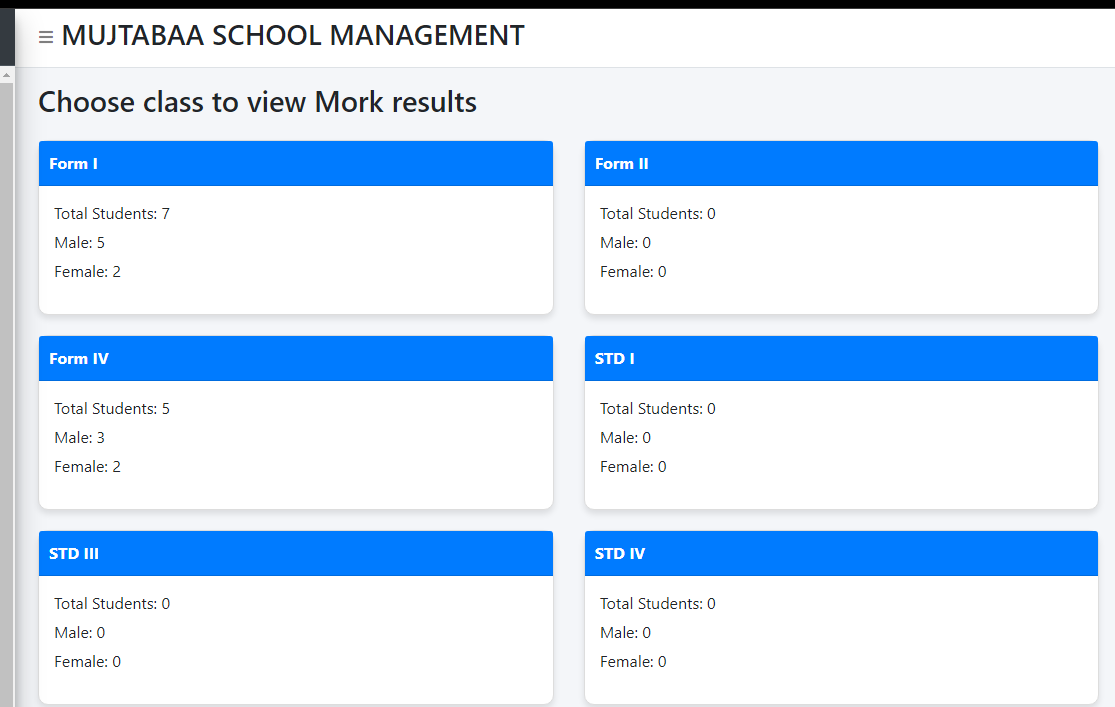 MUJTABAA SCHOOL MANAGEMENT
Choose class to view Mork results
Form I
Total Students: 7
Male: 5
Female: 2
Form II
Total Students: 0
Male: 0
Female: 0
Form IV
Total Students: 5
Male: 3
Female: 2
STD I
Total Students: 0
Male: 0
Female: 0
STD III
Total Students: 0
Male: 0
Female: 0
STD IV
Total Students: 0
Male: 0
Female: 0